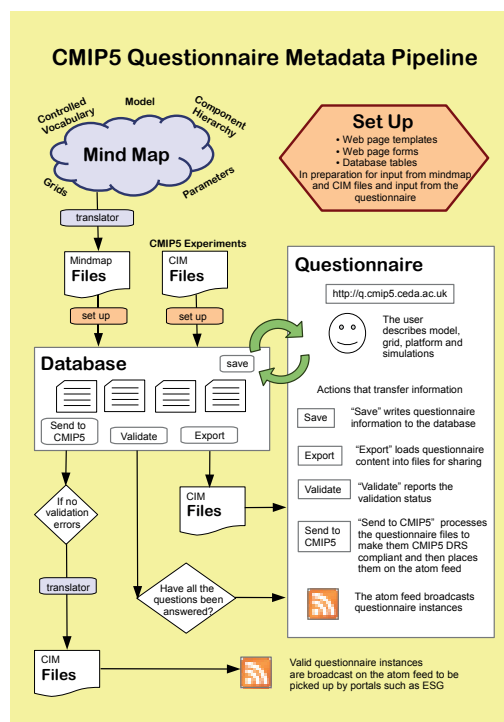 CMIP5 Questionnaire Metadata Pipeline
Controlled
Vocabulary
Model
Component
Hierarchy
Mind Map
Grids
Parameters
Set Up
• Web page templates
• Web page forms
• Database tables
In preparation for input from mindmap
and CIM files and input from the
questionnaire
translator
CMIP5 Experiments
Mindmap
Files
CIM
Files
set up
set up
Questionnaire
http://q.cmip5.ceda.ac.uk
The user
describes model,
grid, platform and
simulations
Database
save
Send to
CMIP5
Validate
Export
Actions that transfer information
Save
"Save" writes questionnaire
information to the database
Export
"Export" loads questionnaire
content into files for sharing
Validate
"Validate" reports the
validation status
Send to
CMIP5
"Send to CMIP5" processes
the questionnaire files to
make them CMIP5 DRS
compliant and then places
them on the atom feed
The atom feed broadcasts
questionnaire instances
CIM
Files
If no
validation
errors
translator
Have all the
questions been
answered?
CIM
Files
Valid questionnaire instances
are broadcast on the atom feed to be
picked up by portals such as ESG